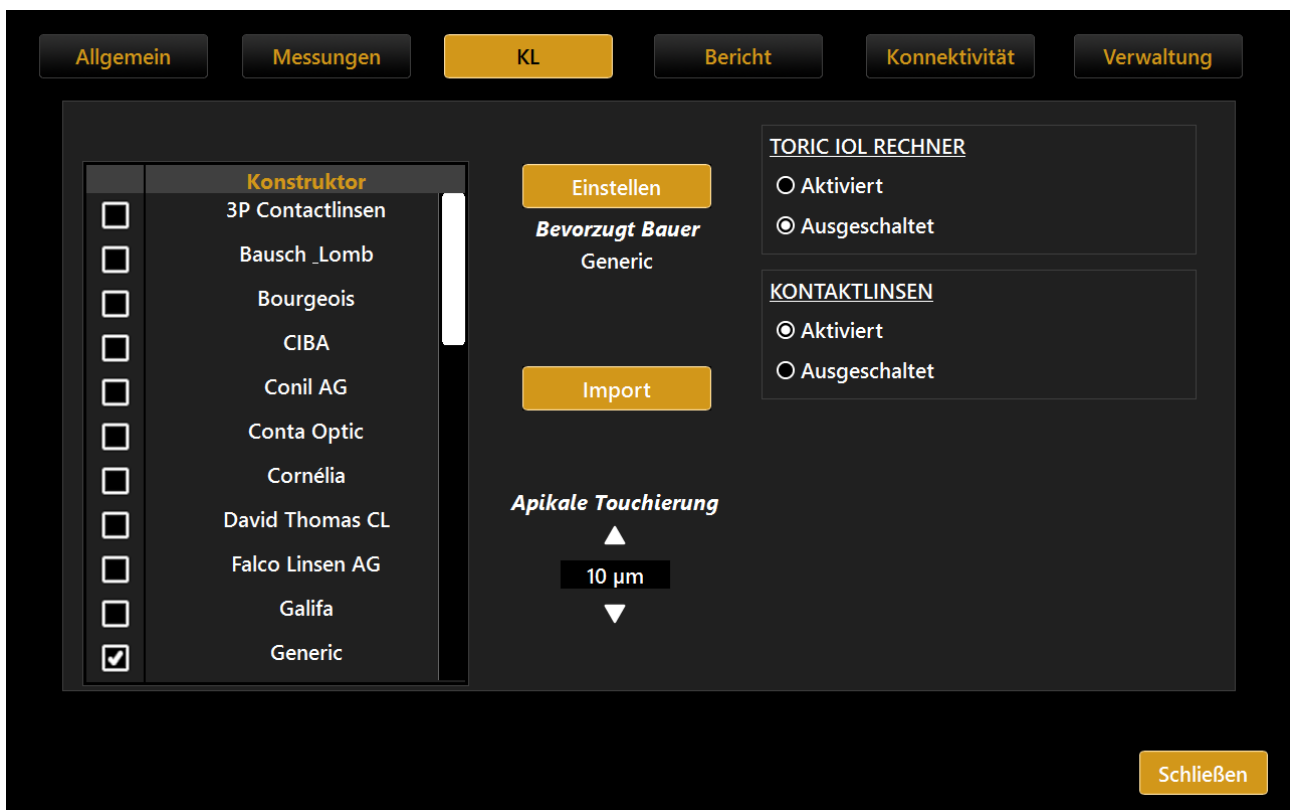 Allgemein
Messungen
KL
Bericht
Konnektivität
Verwaltung
Konstruktor
3P Contactlinsen
Bausch _Lomb
Bourgeois
CIBA
Conil AG
Conta Optic
Cornélia
David Thomas CL
Falco Linsen AG
Galifa
Generic
Einstellen
Bevorzugt Bauer
Generic
Import
Apikale Touchierung
10 µm
TORIC IOL RECHNER
Aktiviert
Ausgeschaltet
KONTAKTLINSEN
Aktiviert
Ausgeschaltet
Schließen